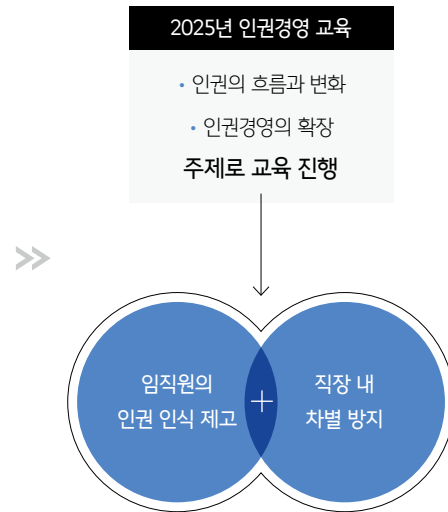 2025년 인권경영 교육
• 인권의 흐름과 변화
• 인권경영의 확장
주제로 교육 진행
임직원의
인권 인식 제고
+
직장 내
차별 방지